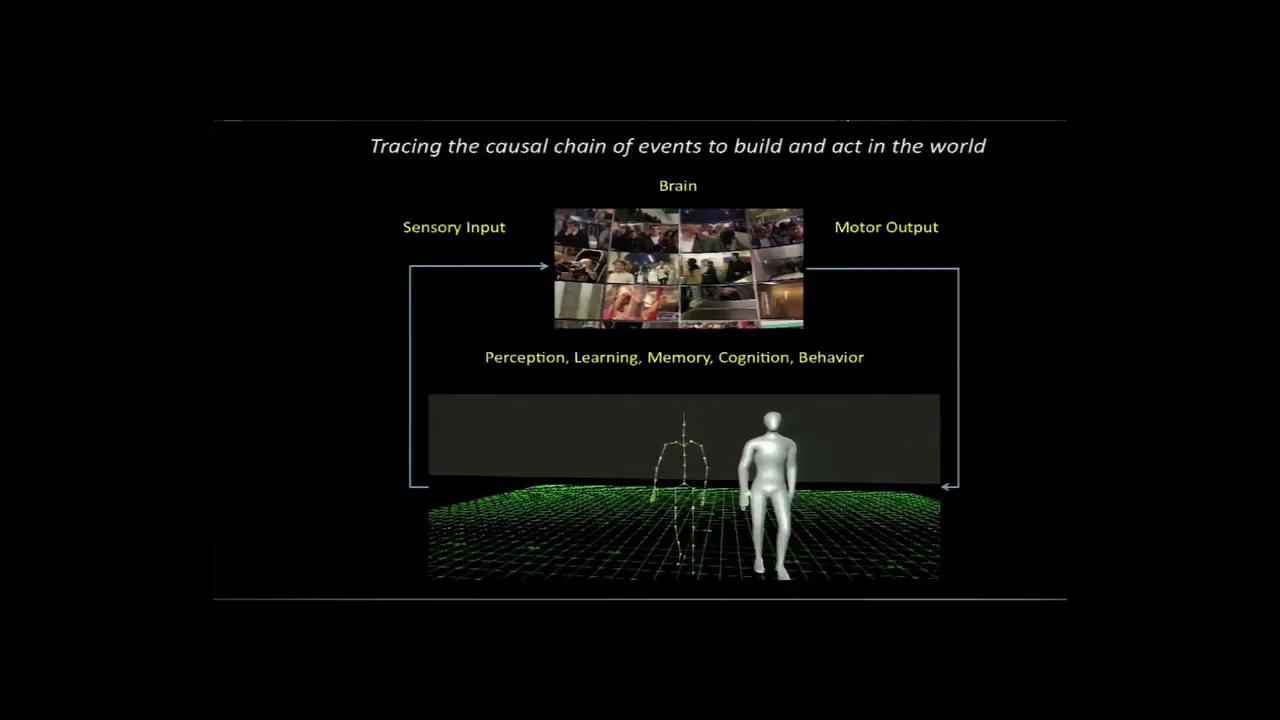 Tracing the causal chain of events to build and act in the world
Brain
Sensory Input
Motor Output
Perception, Learning, Memory, Cognition, Behavior